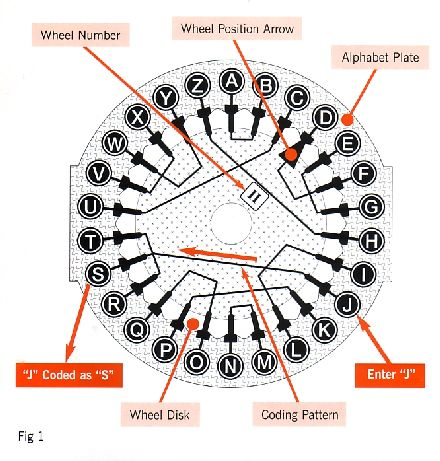 Wheel Number
Wheel Position Arrow
Alphabet Plate
A
B
C
D
E
F
G
H
I
J
K
L
M
N
O
P
Q
R
S
T
U
V
W
X
Y
Z
II
"J" Coded as "S"
Enter "J"
Wheel Disk
Coding Pattern
Fig 1